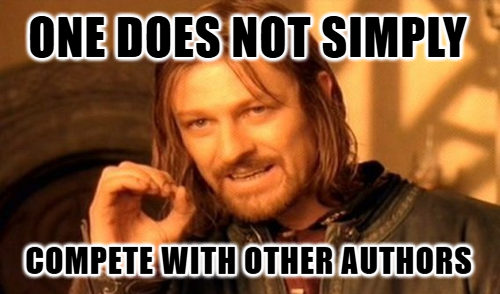 ONE DOES NOT SIMPLY
COMPETE WITH OTHER AUTHORS